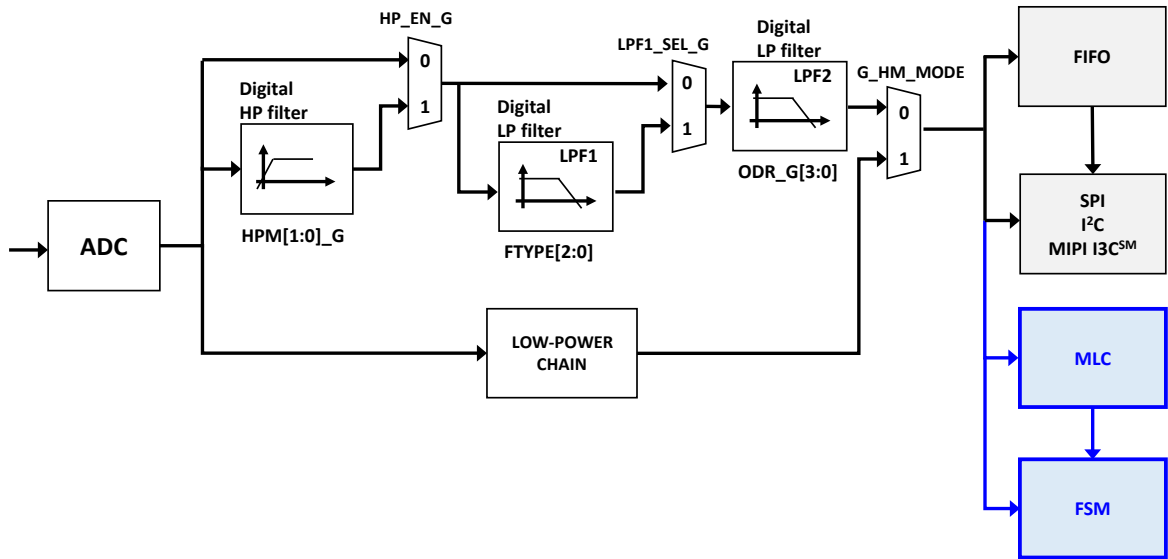 HP_EN_G
0
1
Digital
HP filter
HPM[1:0]_G
ADC
Digital
LP filter
LPF1
FTYPE[2:0]
LPF1_SEL_G
0
1
Digital
LP filter
LPF2
ODR_G[3:0]
G_HM_MODE
0
1
LOW-POWER
CHAIN
FIFO
SPI
I²C
MIPI I3Cˢᴹ
MLC
FSM